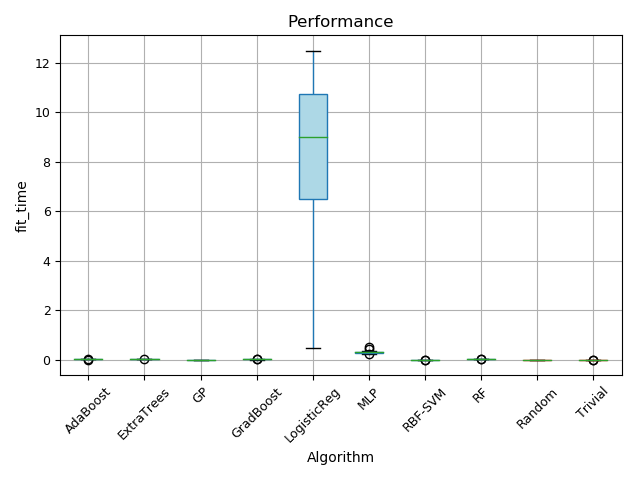 Performance
fit_time
12
10
8
6
4
2
0
AdaBoost
ExtraTrees
GP
GradBoost
LogisticReg
MLP
RBF-SVM
RF
Random
Trivial
Algorithm